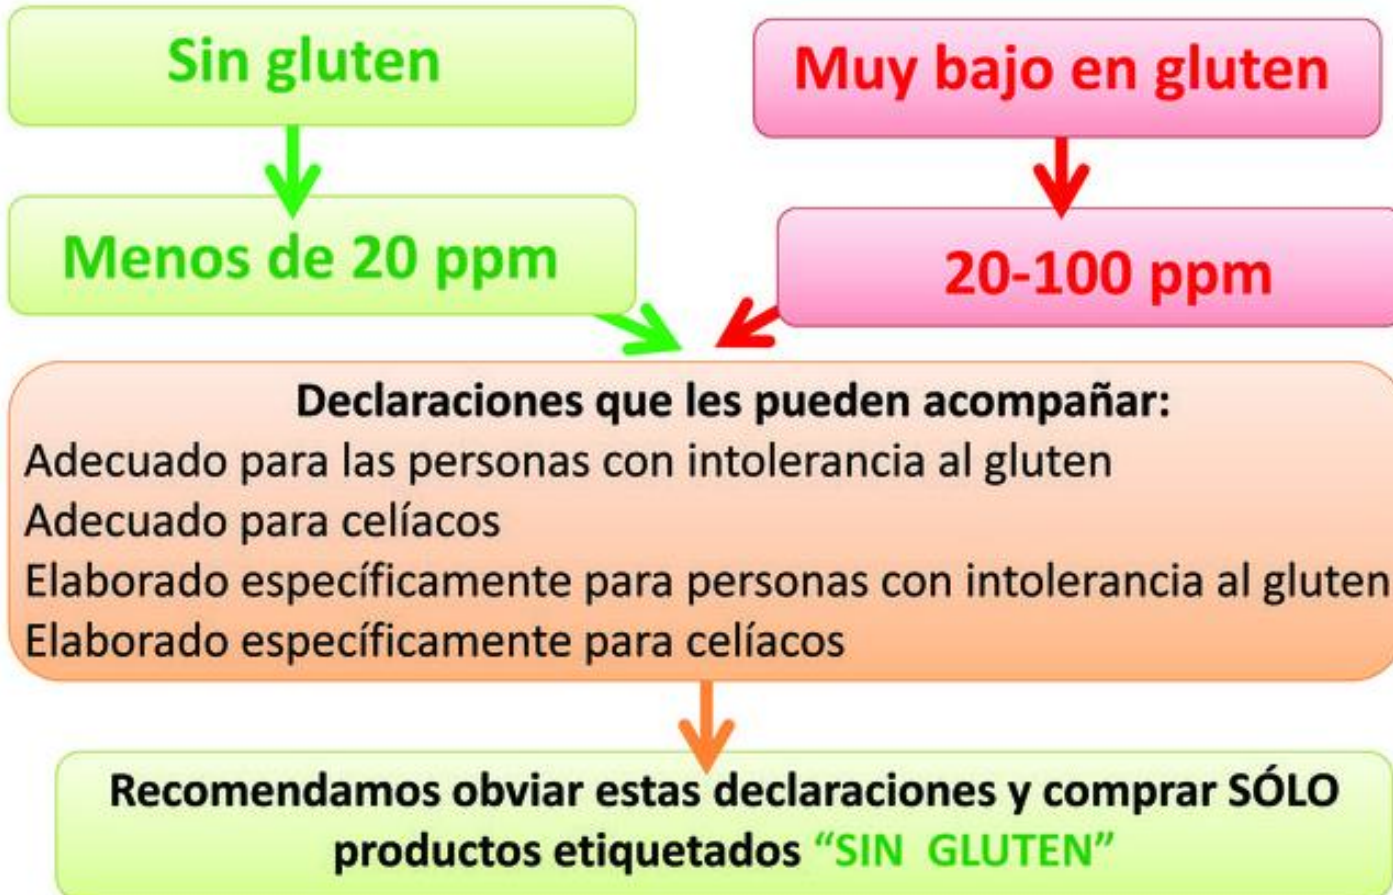 Sin gluten
Muy bajo en gluten
Menos de 20 ppm
20-100 ppm
Declaraciones que les pueden acompañar:
Adecuado para las personas con intolerancia al gluten
Adecuado para celíacos
Elaborado específicamente para personas con intolerancia al gluten
Elaborado específicamente para celíacos
Recomendamos obviar estas declaraciones y comprar SÓLO
productos etiquetados “SIN GLUTEN”